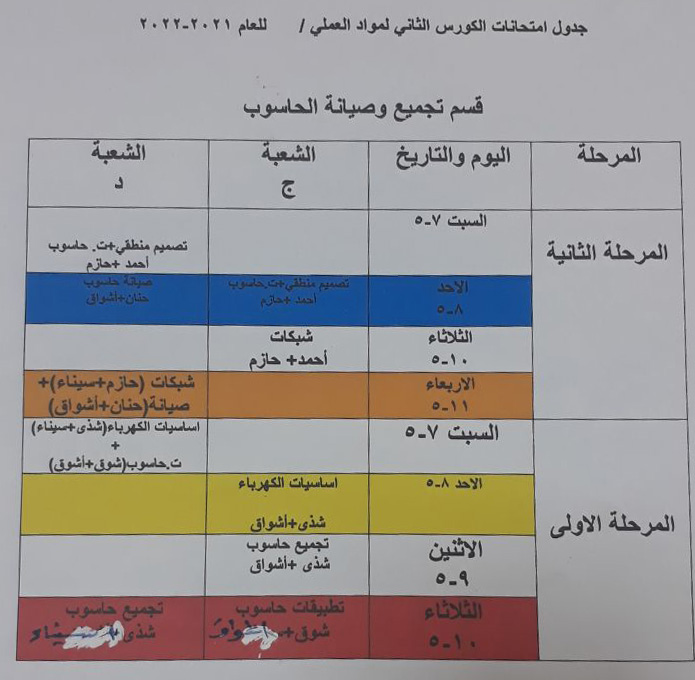 جدول امتحانات الكورس الثاني لمواد العملي / للعام ٢٠٢١-٢٠٢٢
قسم تجميع وصيانة الحاسوب
المرحلة
اليوم والتاريخ
الشعبة
ج
الشعبة
د
المرحلة الثانية
السبت ٧-٥
تصميم منطقي+ت. حاسوب
أحمد +حازم
الاحد
٨-٥
تصميم منطقي+ت.حاسوب
أحمد +حازم
صيانة حاسوب
حنان+أشواق
الثلاثاء
١٠-٥
شبكات
أحمد+ حازم
الاربعاء
١١-٥
شبكات (حازم+سيناء)+
صيانة(حنان+أشواق)
المرحلة الاولى
السبت ٧-٥
اساسيات الكهرباء(شذى+سيناء)
+
ت.حاسوب(شوق+أشوق)
الاحد ٨-٥
اساسيات الكهرباء
شذى+أشواق
الاثنين
٩-٥
تجميع حاسوب
شذى +أشواق
الثلاثاء
١٠-٥
تطبيقات حاسوب
شوق+
تجميع حاسوب
شذى+